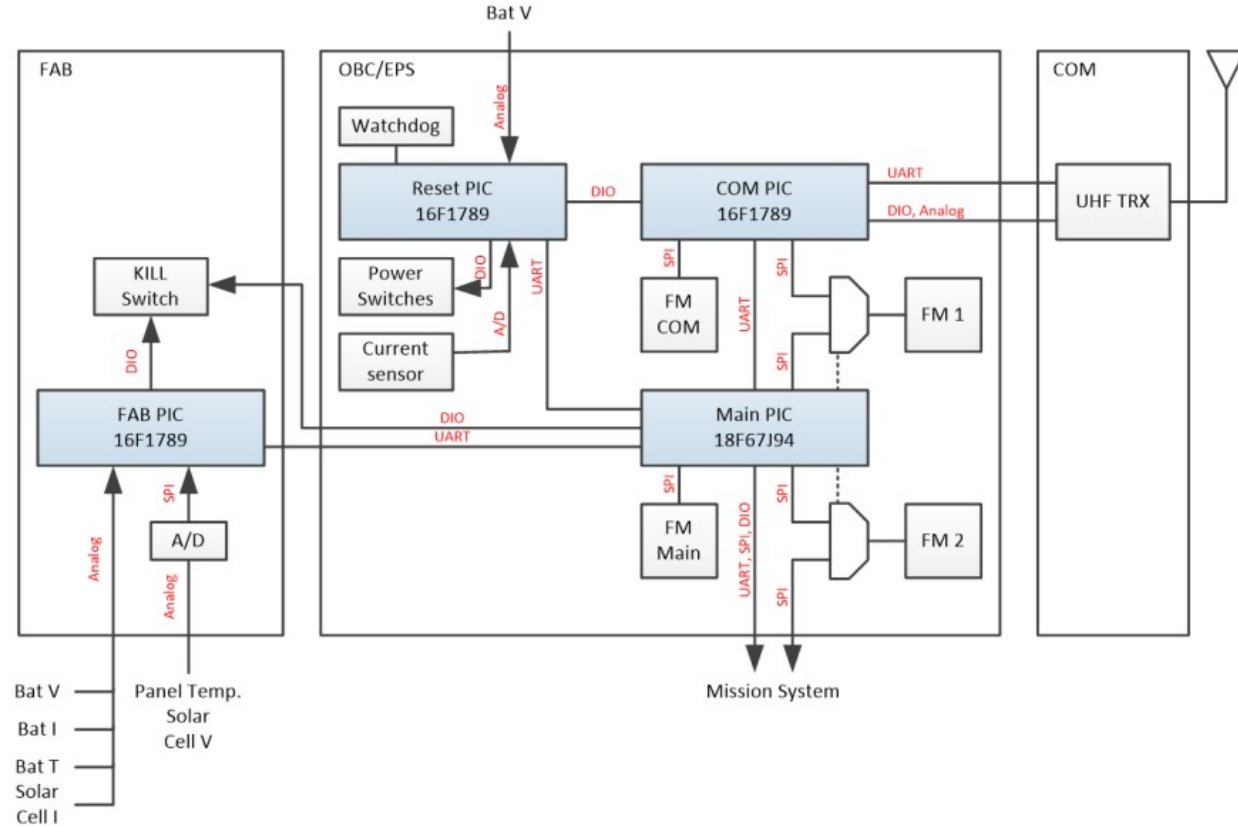 Bat V
FAB
OBC/EPS
COM
Analog
Watchdog
Reset PIC
16F1789
DIO
COM PIC
16F1789
UART
DIO, Analog
UHF TRX
KILL
Switch
Power
Switches
DIO
A/D
UART
SPI
FM
COM
UART
SPI
FM 1
Current
sensor
SPI
DIO
FAB PIC
16F1789
DIO
UART
Main PIC
18F67J94
SPI
A/D
Analog
Analog
SPI
FM
Main
UART, SPI, DIO
SPI
SPI
FM 2
Bat V
Bat I
Bat T
Solar
Cell I
Panel Temp.
Solar
Cell V
Mission System